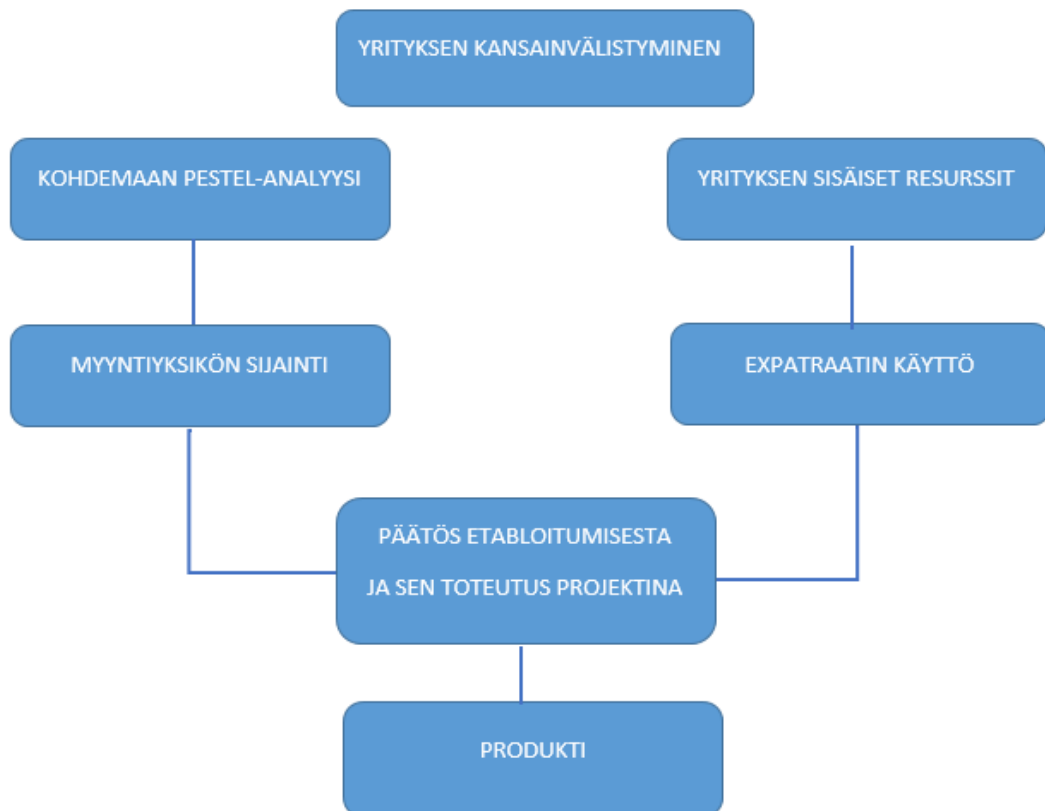 YRITYKSEN KANSAINVÄLISTYMINEN
KOHDEMAAN PESTEL-ANALYYSI
YRITYKSEN SISÄISET RESURSSIT
MYYNTIYKSIKÖN SIJAINTI
EXPATRAATIN KÄYTTÖ
PÄÄTÖS ETABLOITUMISESTA
JA SEN TOTEUTUS PROJEKTINA
PRODUKTI